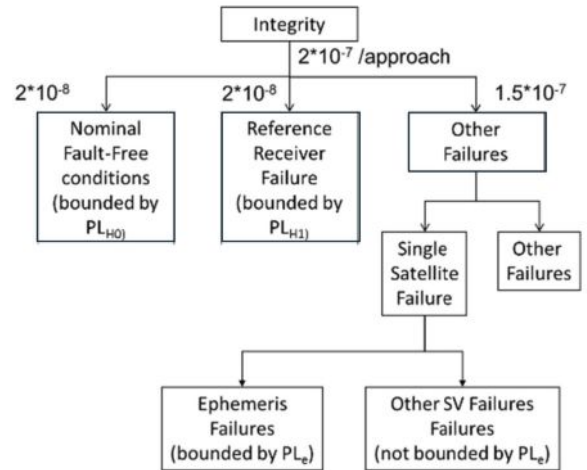 Integrity
2*10⁻⁷ /approach
2*10⁻⁸
2*10⁻⁸
1.5*10⁻⁷
Nominal
Fault-Free
conditions
(bounded by
PL_H0)
Reference
Receiver
Failure
(bounded by
PL_H1)
Other
Failures
Single
Satellite
Failure
Other
Failures
Ephemeris
Failures
(bounded by PLₑ)
Other SV Failures
Failures
(not bounded by PLₑ)